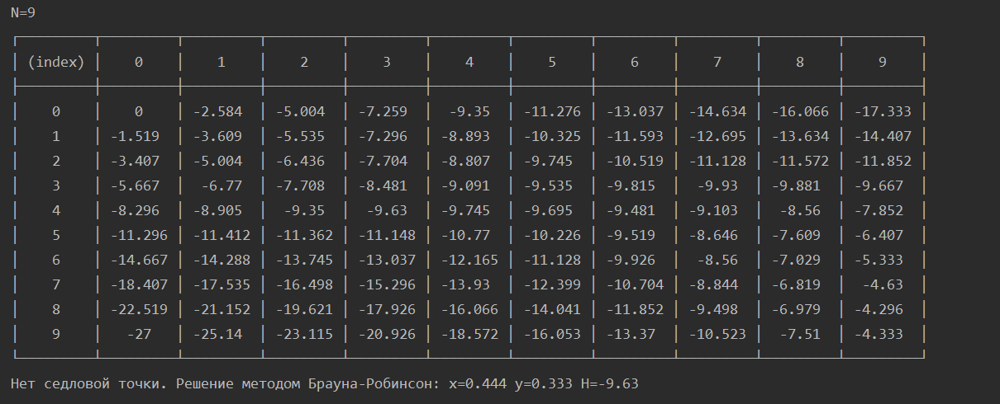 N=9
(index) 0 1 2 3 4 5 6 7 8 9
0 0 -2.584 -5.004 -7.259 -9.35 -11.276 -13.037 -14.634 -16.066 -17.333
1 -1.519 -3.609 -5.535 -7.296 -8.893 -10.325 -11.593 -12.695 -13.634 -14.407
2 -3.407 -5.004 -6.436 -7.704 -8.807 -9.745 -10.519 -11.128 -11.572 -11.852
3 -5.667 -6.77 -7.708 -8.481 -9.091 -9.535 -9.815 -9.93 -9.881 -9.667
4 -8.296 -8.905 -9.35 -9.63 -9.745 -9.695 -9.481 -9.103 -8.56 -7.852
5 -11.296 -11.412 -11.362 -11.148 -10.77 -10.226 -9.519 -8.646 -7.609 -6.407
6 -14.667 -14.288 -13.745 -13.037 -12.165 -11.128 -9.926 -8.56 -7.029 -5.333
7 -18.407 -17.535 -16.498 -15.296 -13.93 -12.399 -10.704 -8.844 -6.819 -4.63
8 -22.519 -21.152 -19.621 -17.926 -16.066 -14.041 -11.852 -9.498 -6.979 -4.296
9 -27 -25.14 -23.115 -20.926 -18.572 -16.053 -13.37 -10.523 -7.51 -4.333
Нет седловой точки. Решение методом Брауна-Робинсон: x=0.444 y=0.333 H=-9.63